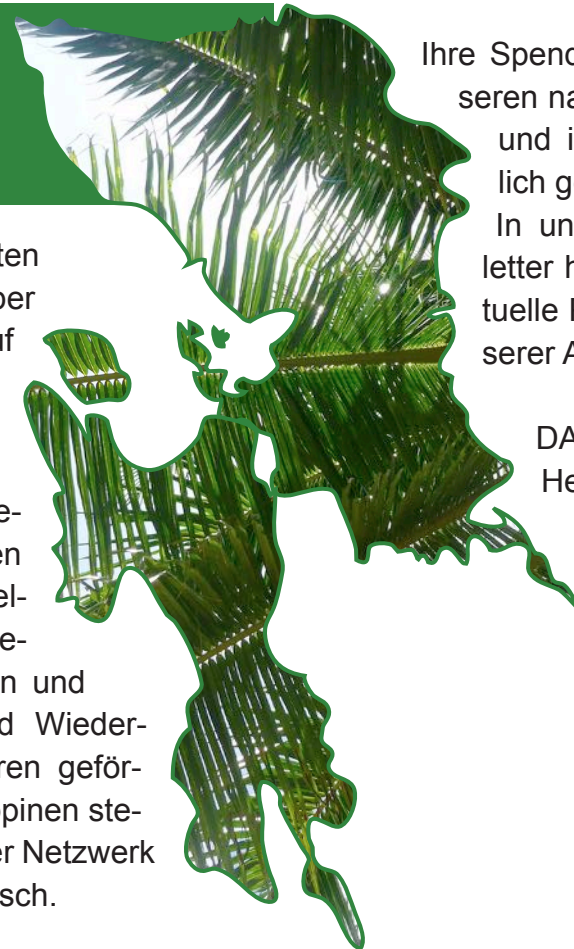 ten
ber
uf
e-
en
el-
e-
n und
d Wieder-
ren geför-
pinen ste-
er Netzwerk
sch.
Ihre Spend
seren na
und i
lich g
In un
letter h
tuelle I
serer A
DA
He